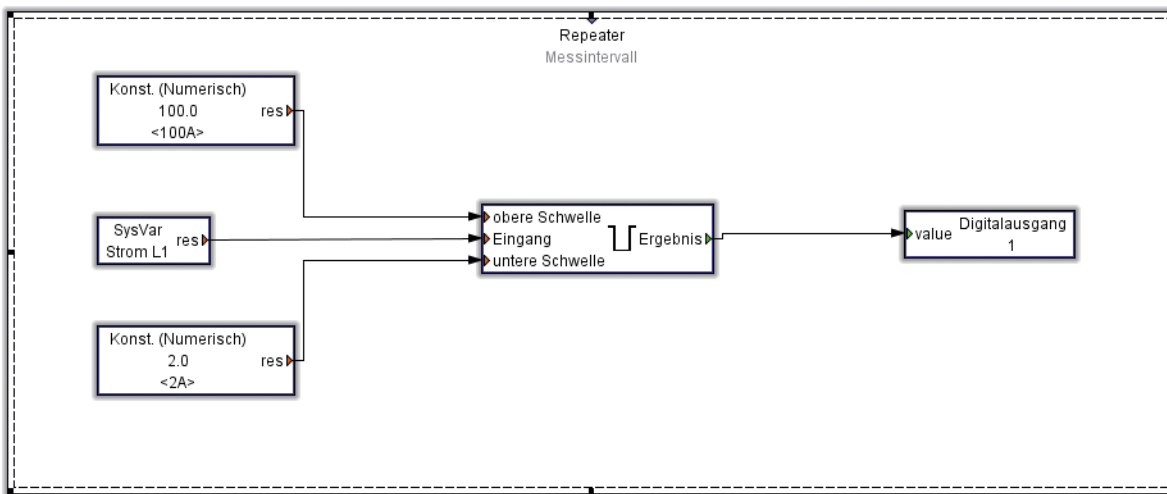 Repeater
Messintervall
Konst. (Numerisch)
100.0 res
<100A>
SysVar
Strom L1 res
Konst. (Numerisch)
2.0 res
<2A>
obere Schwelle
Eingang Ergebnis
untere Schwelle
Digitalausgang
value
1